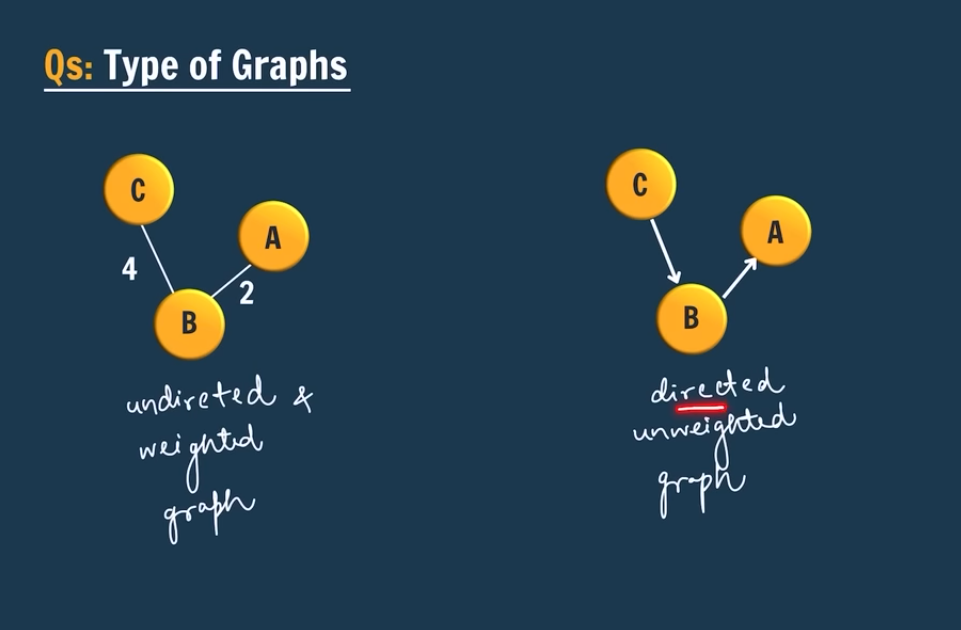 Qs: Type of Graphs
C
A
4
2
B
undireted &
weighted
graph
C
A
B
directed
unweighted
graph